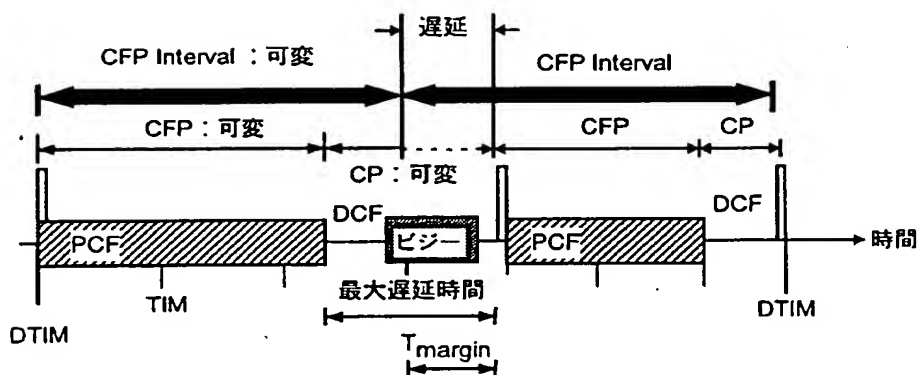 遅延
CFP Interval : 可変
CFP Interval
CFP : 可変
CFP
CP
CP : 可変
DCF
DCF
PCF
ビジー
PCF
時間
TIM
最大遅延時間
DTIM
DTIM
Tmargin